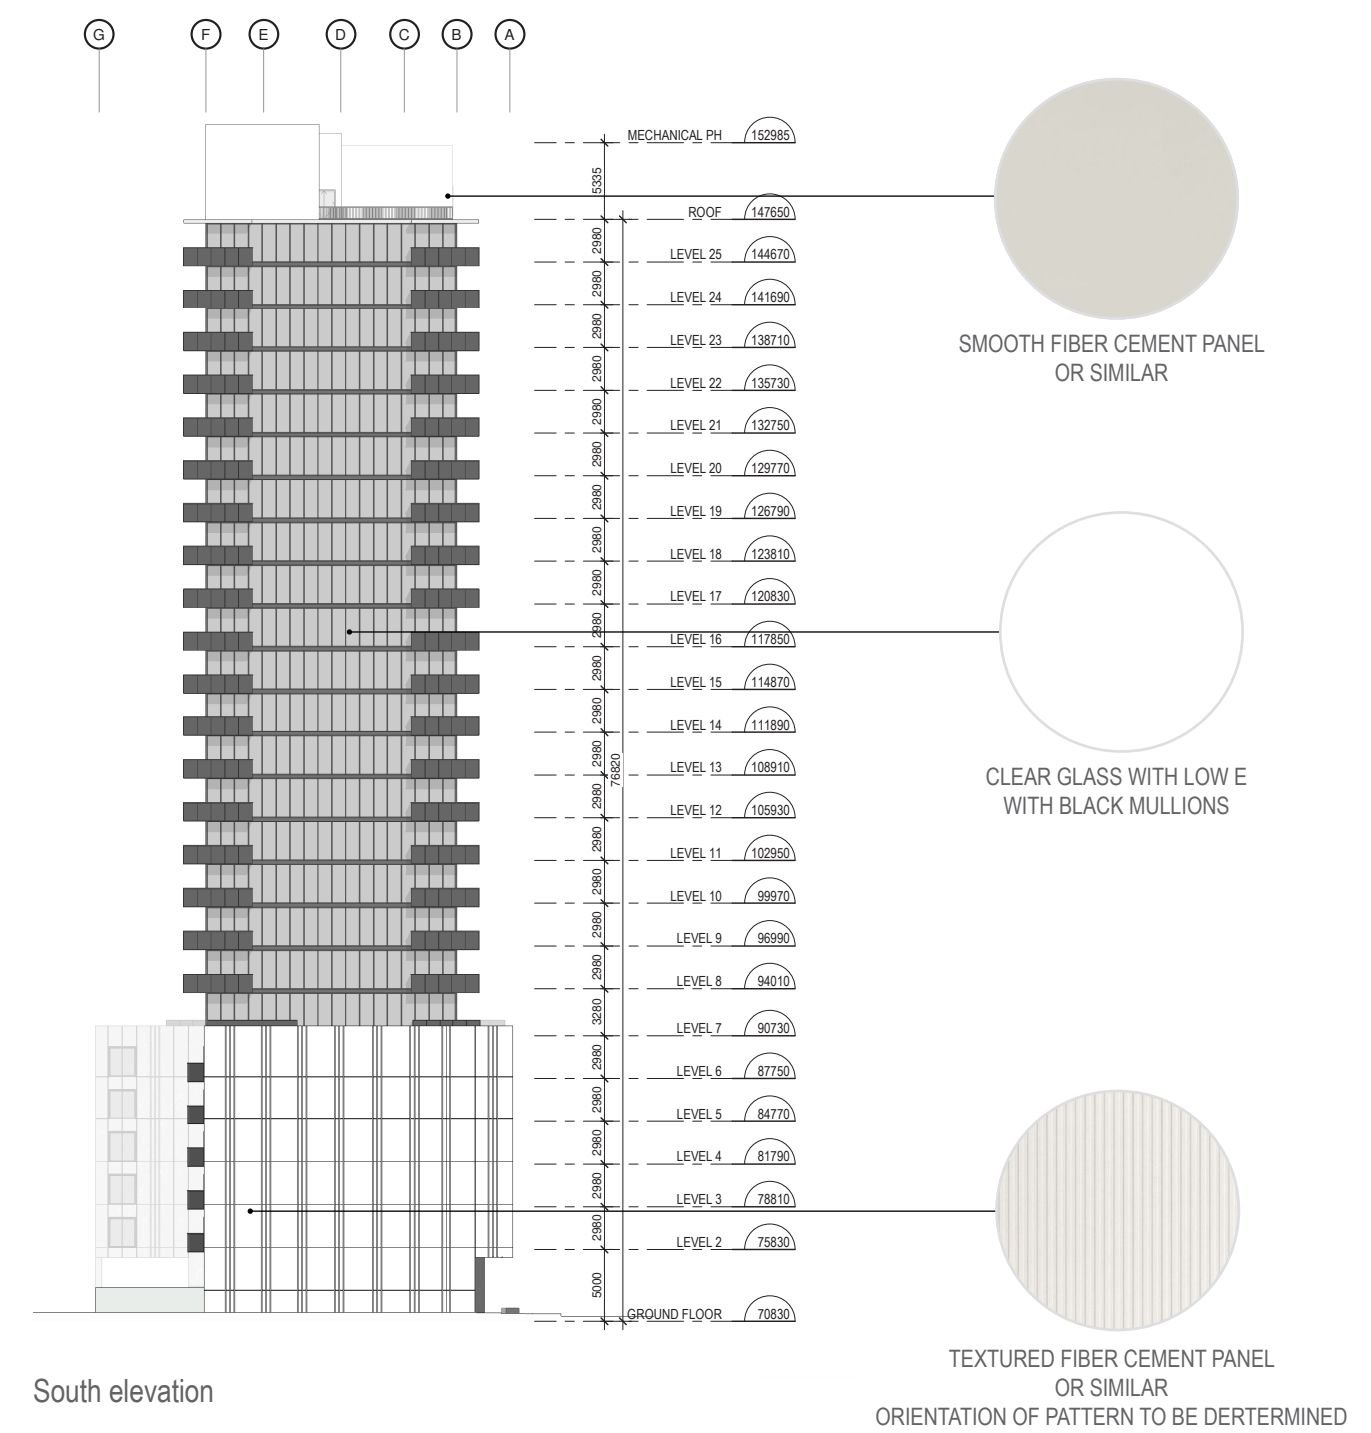 G F E D C B A
MECHANICAL PH 152985
5335
ROOF 147650
2980
LEVEL 25 144670
2980
LEVEL 24 141690
2980
LEVEL 23 138710
2980
LEVEL 22 135730
2980
LEVEL 21 132750
2980
LEVEL 20 129770
2980
LEVEL 19 126790
2980
LEVEL 18 123810
2980
LEVEL 17 120830
2980
LEVEL 16 117850
2980
LEVEL 15 114870
2980
LEVEL 14 111890
2980
76820
LEVEL 13 108910
2980
LEVEL 12 105930
2980
LEVEL 11 102950
2980
LEVEL 10 99970
2980
LEVEL 9 96990
2980
LEVEL 8 94010
3280
LEVEL 7 90730
2980
LEVEL 6 87750
2980
LEVEL 5 84770
2980
LEVEL 4 81790
2980
LEVEL 3 78810
2980
LEVEL 2 75830
5000
GROUND FLOOR 70830
SMOOTH FIBER CEMENT PANEL
OR SIMILAR
CLEAR GLASS WITH LOW E
WITH BLACK MULLIONS
TEXTURED FIBER CEMENT PANEL
OR SIMILAR
ORIENTATION OF PATTERN TO BE DERTERMINED
South elevation